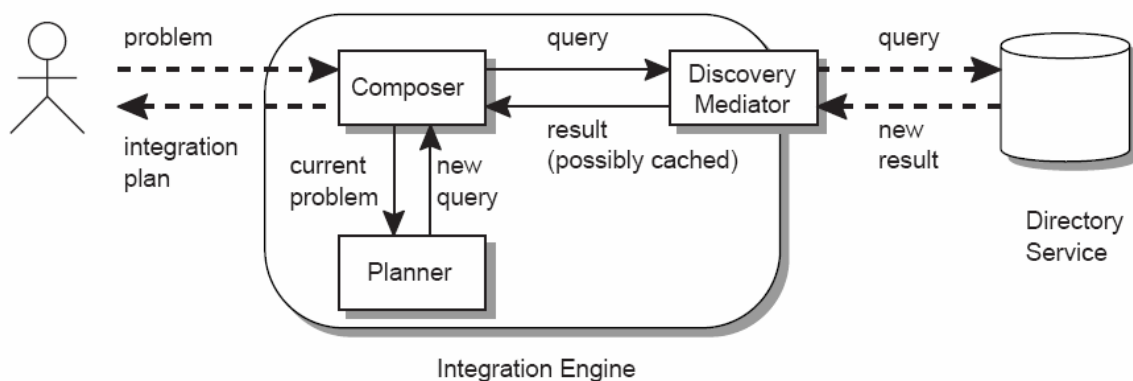 problem
integration
plan
Composer
current
problem
new
query
Planner
query
result
(possibly cached)
Discovery
Mediator
query
new
result
Directory
Service
Integration Engine